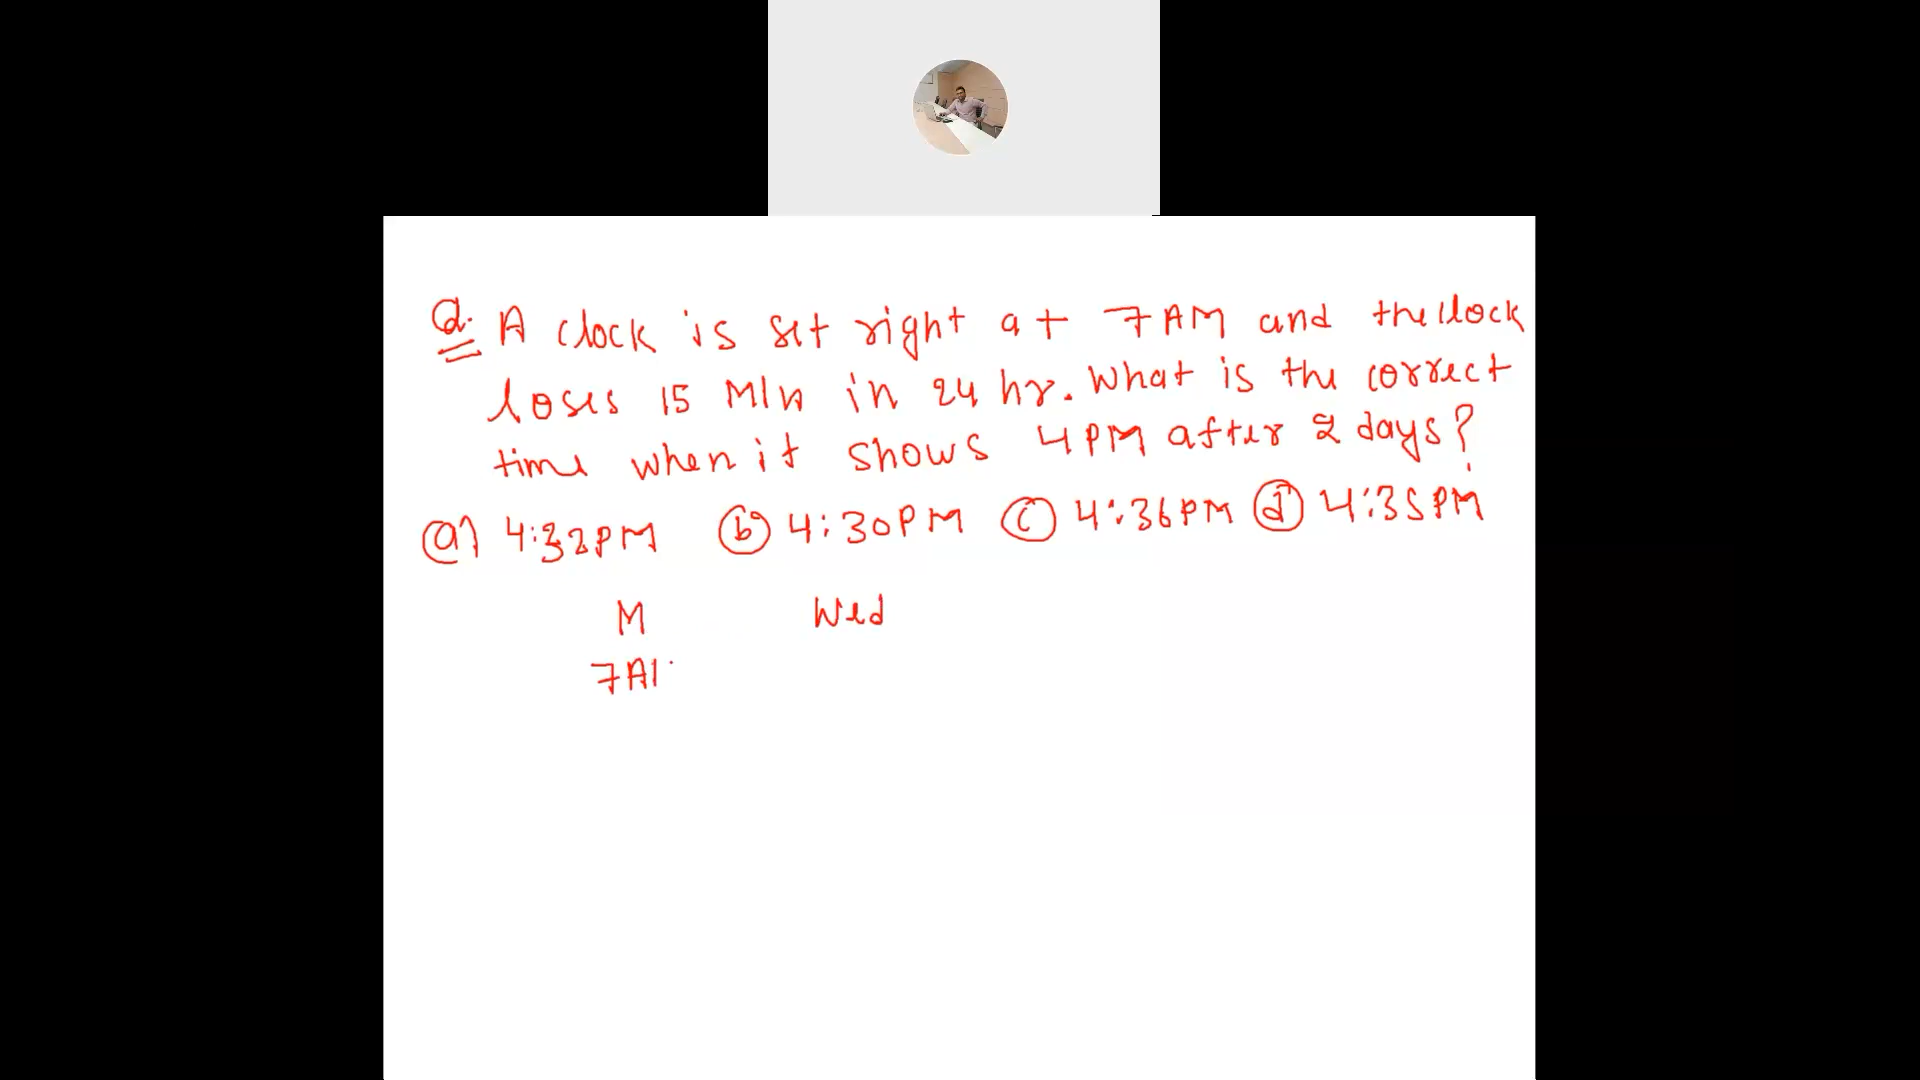 Q. A clock is set right at 7AM and the clock
loses 15 MIn in 24 hr. What is the correct
time when it shows 4PM after 2 days?
(a) 4:32PM (b) 4:30PM (c) 4:36PM (d) 4:35PM
M Wed
7A